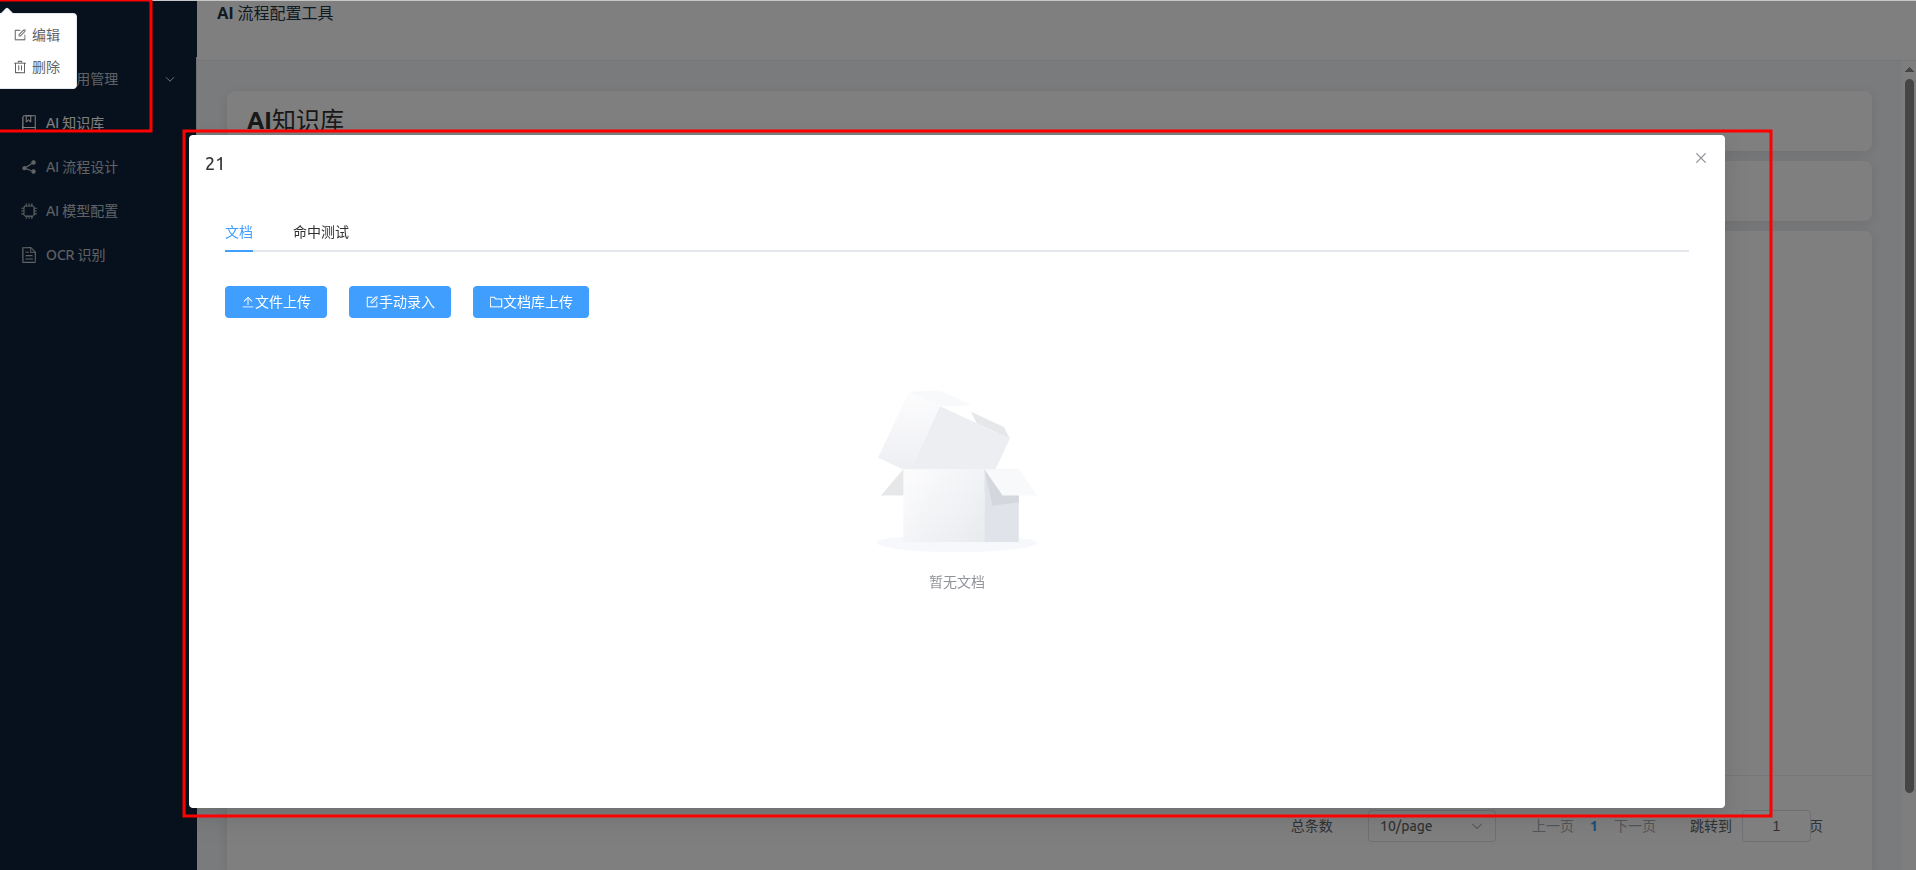 AI 流程配置工具
编辑
删除
用管理
AI 知识库
AI 流程设计
AI 模型配置
OCR 识别
AI知识库
21
文档
命中测试
文件上传
手动录入
文档库上传
暂无文档
总条数
10/page
上一页
1
下一页
跳转到
1
页